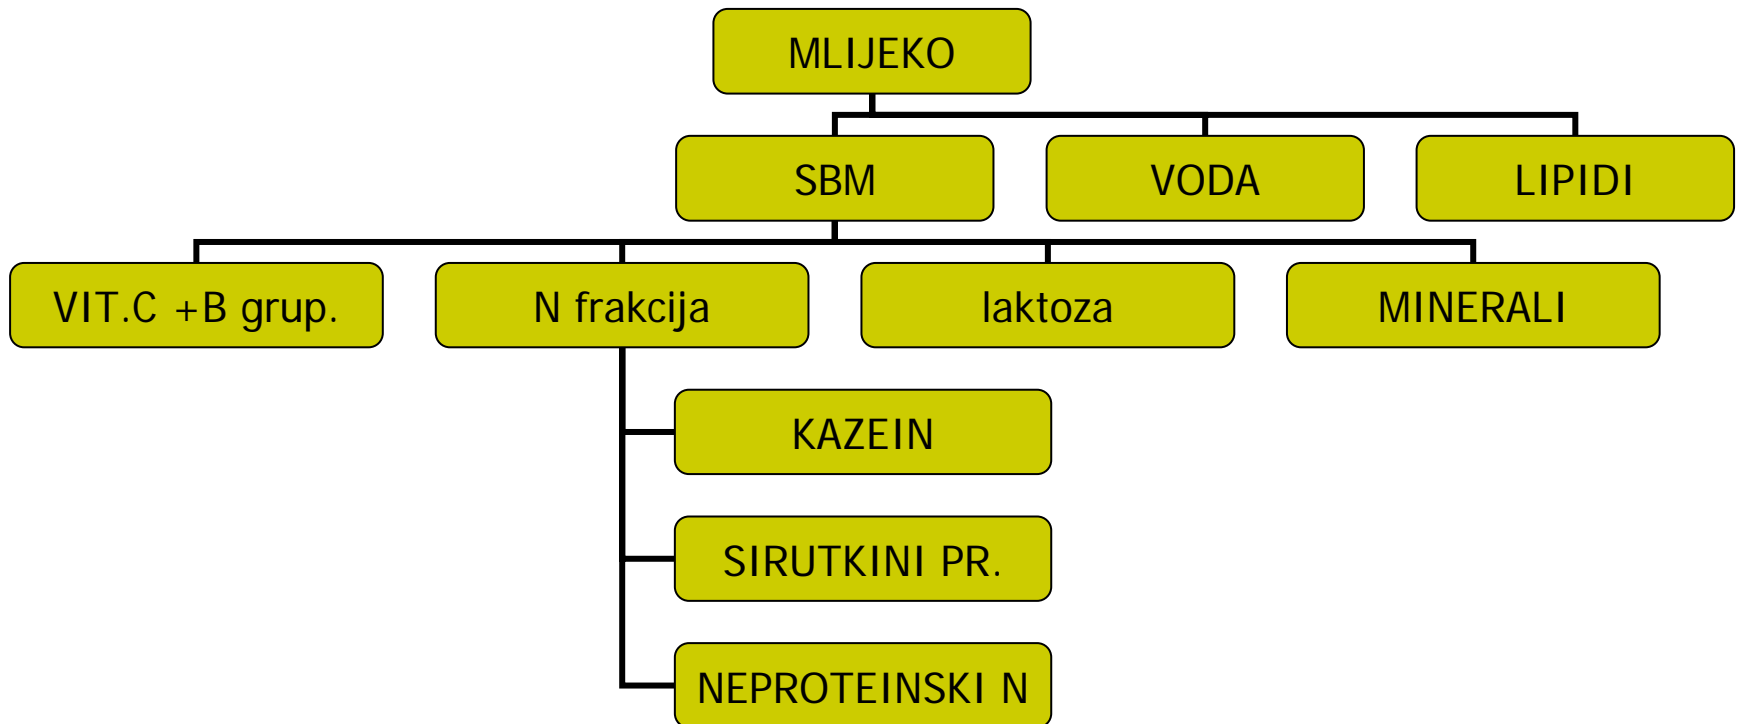 MLIJEKO
SBM
VODA
LIPIDI
VIT.C +B grup.
N frakcija
laktoza
MINERALI
KAZEIN
SIRUTKINI PR.
NEPROTEINSKI N